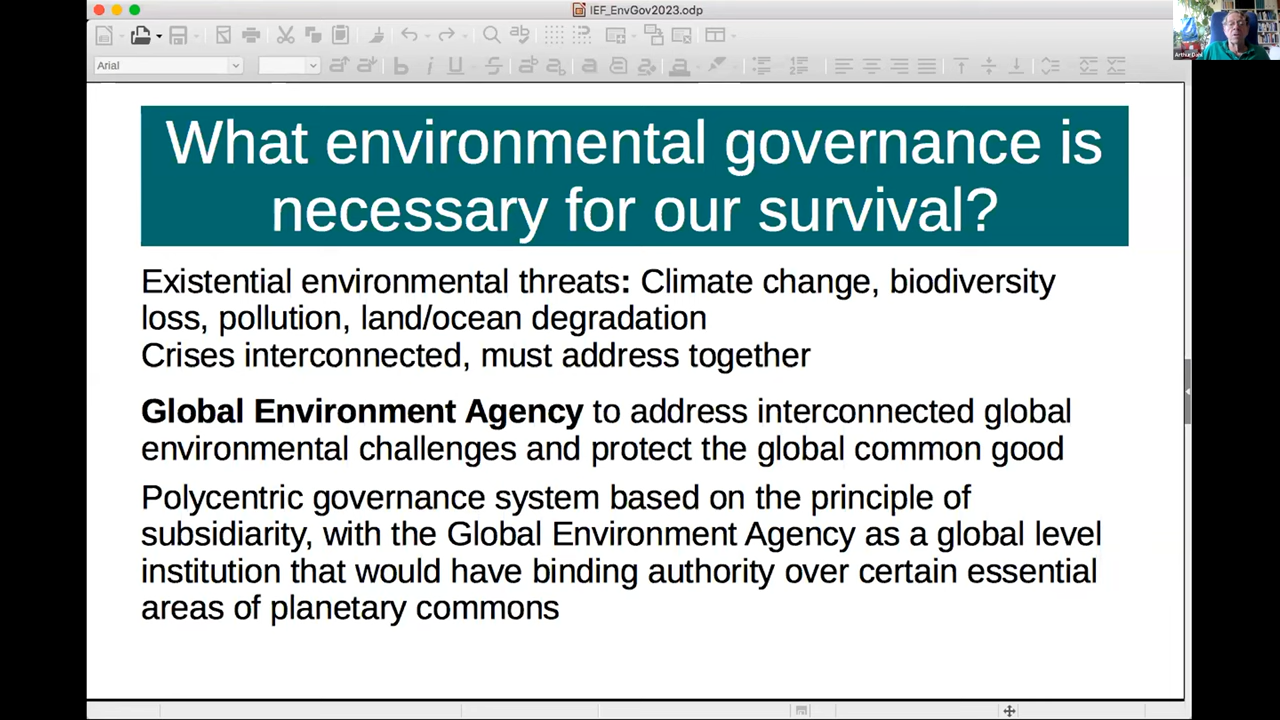 IEF_EnvGov2023.odp
Arial
What environmental governance is
necessary for our survival?
Existential environmental threats: Climate change, biodiversity
loss, pollution, land/ocean degradation
Crises interconnected, must address together
Global Environment Agency to address interconnected global
environmental challenges and protect the global common good
Polycentric governance system based on the principle of
subsidiarity, with the Global Environment Agency as a global level
institution that would have binding authority over certain essential
areas of planetary commons